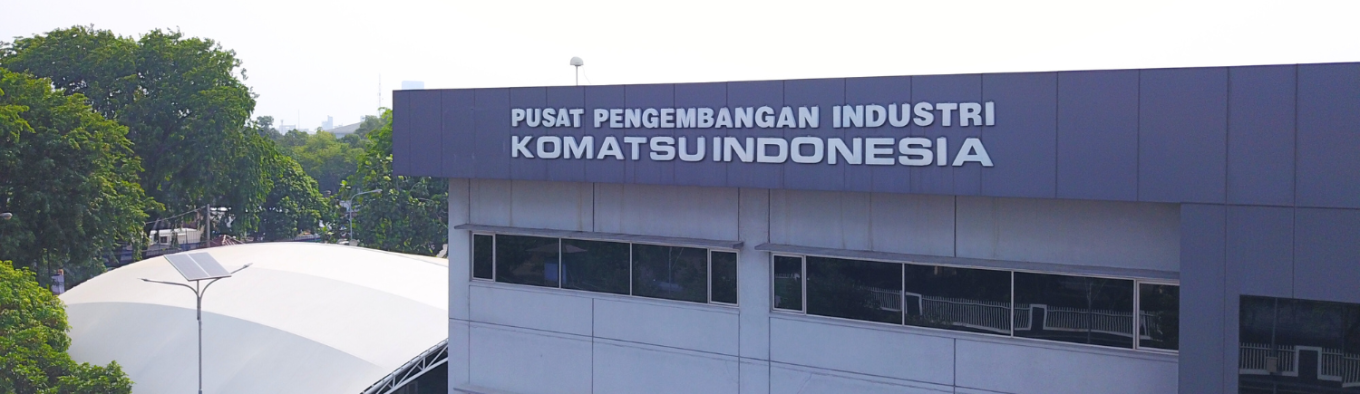 PUSAT PENGEMBANGAN INDUSTRI
KOMATSU INDONESIA